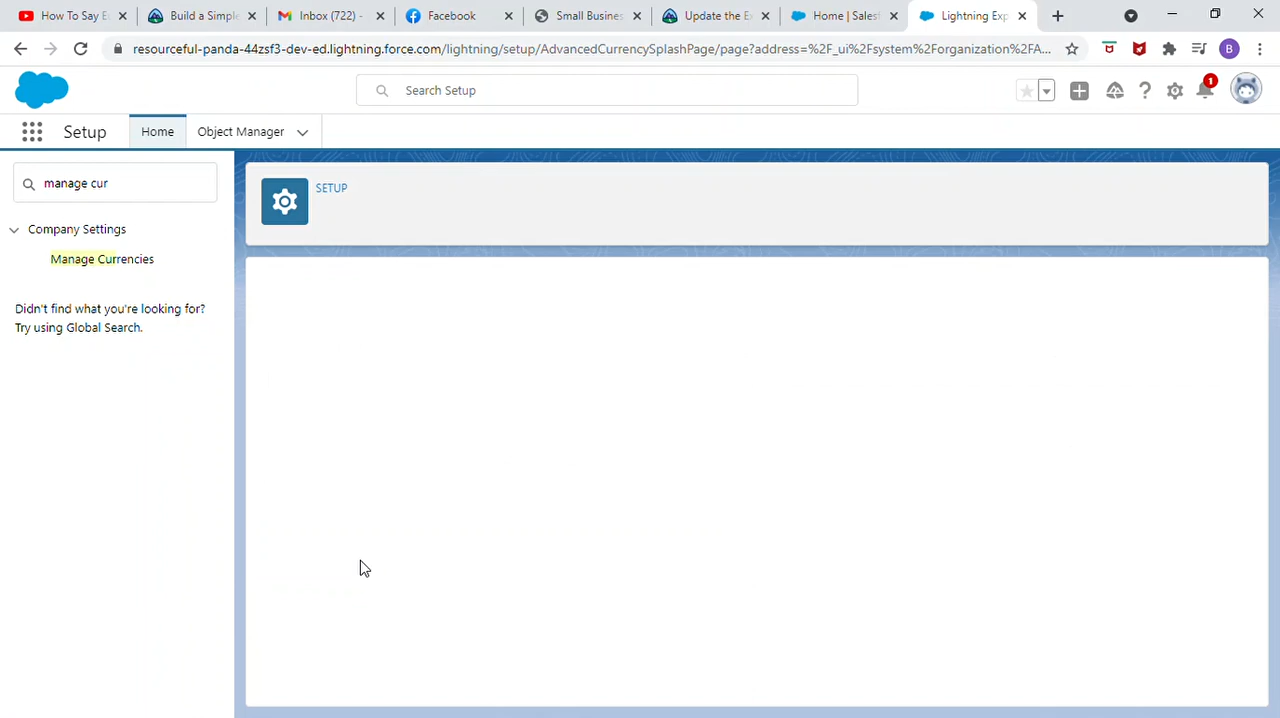 How To Say E
Build a Simple
Inbox (722) -
Facebook
Small Busines
Update the E
Home | Sales
Lightning Exp
resourceful-panda-44zsf3-dev-ed.lightning.force.com/lightning/setup/AdvancedCurrencySplashPage/page?address=%2F_ui%2Fsystem%2Forganization%2FA...
B
Search Setup
1
Setup
Home
Object Manager
manage cur
SETUP
Company Settings
Manage Currencies
Didn't find what you're looking for?
Try using Global Search.